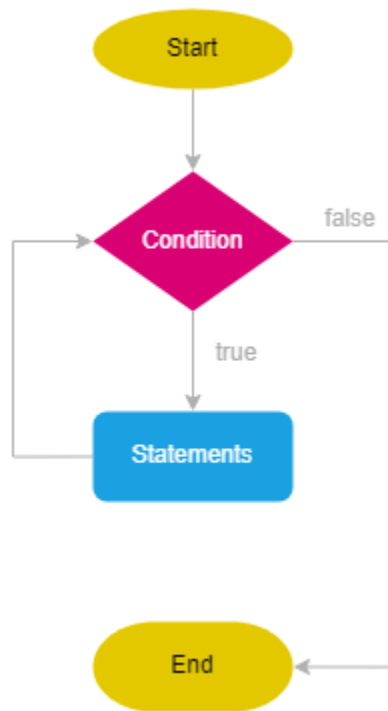 Start
Condition
false
true
Statements
End